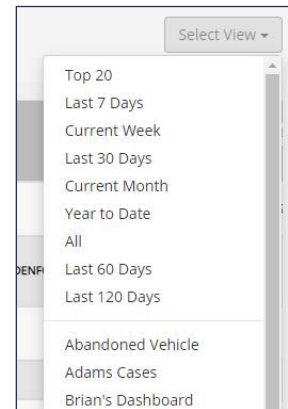 Select View
Top 20
Last 7 Days
Current Week
Last 30 Days
Current Month
Year to Date
All
DENF
Last 60 Days
Last 120 Days
Abandoned Vehicle
Adams Cases
Brian's Dashboard